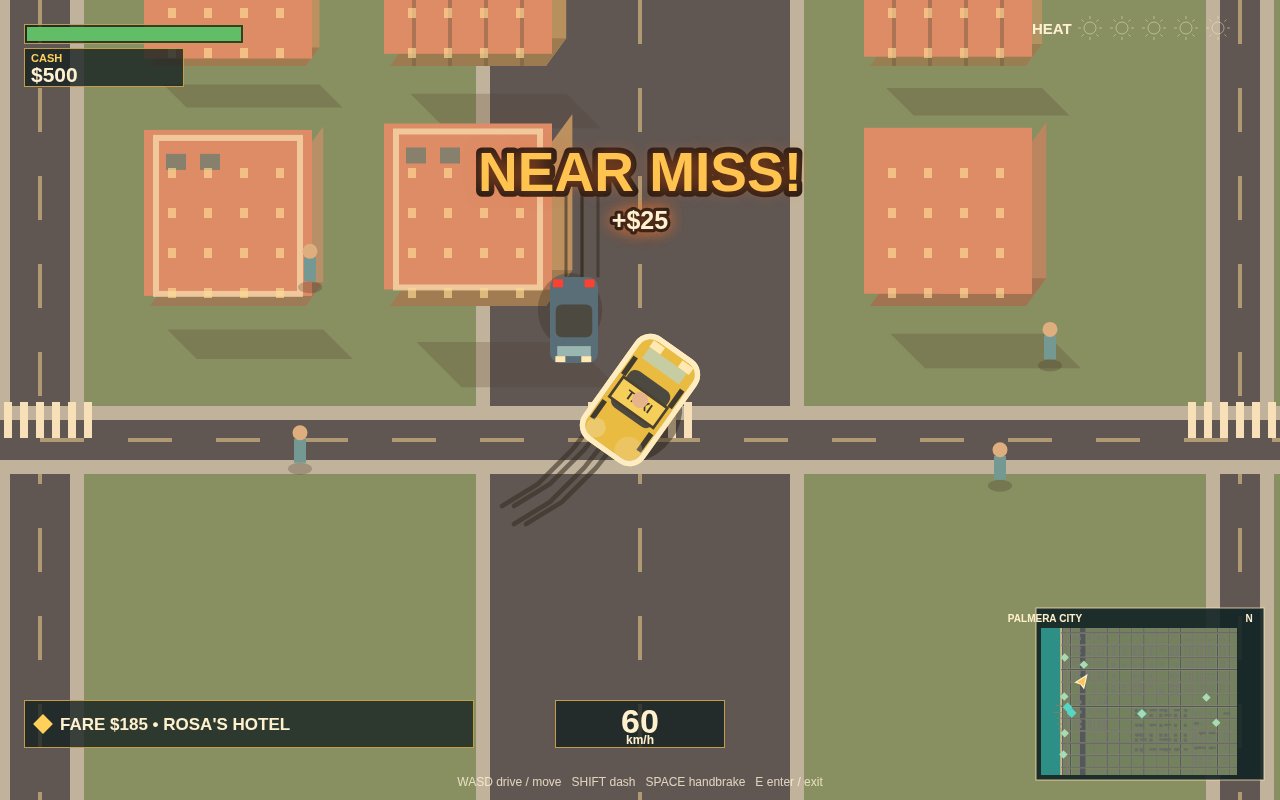 CASH
$500
HEAT
NEAR MISS!
+$25
TAXI
PALMERA CITY
N
FARE $185 • ROSA'S HOTEL
60
km/h
WASD drive / move SHIFT dash SPACE handbrake E enter / exit